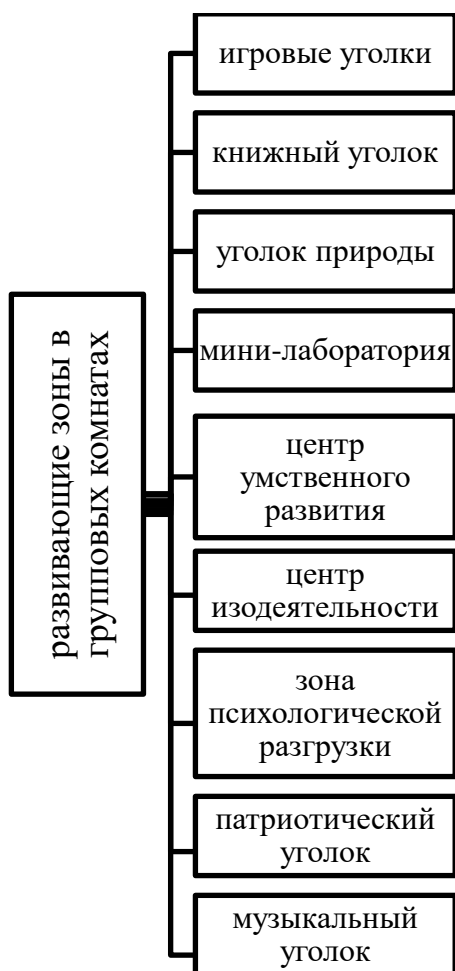 развивающие зоны в
групповых комнатах
игровые уголки
книжный уголок
уголок природы
мини-лаборатория
центр
умственного
развития
центр
изодеятельности
зона
психологической
разгрузки
патриотический
уголок
музыкальный
уголок